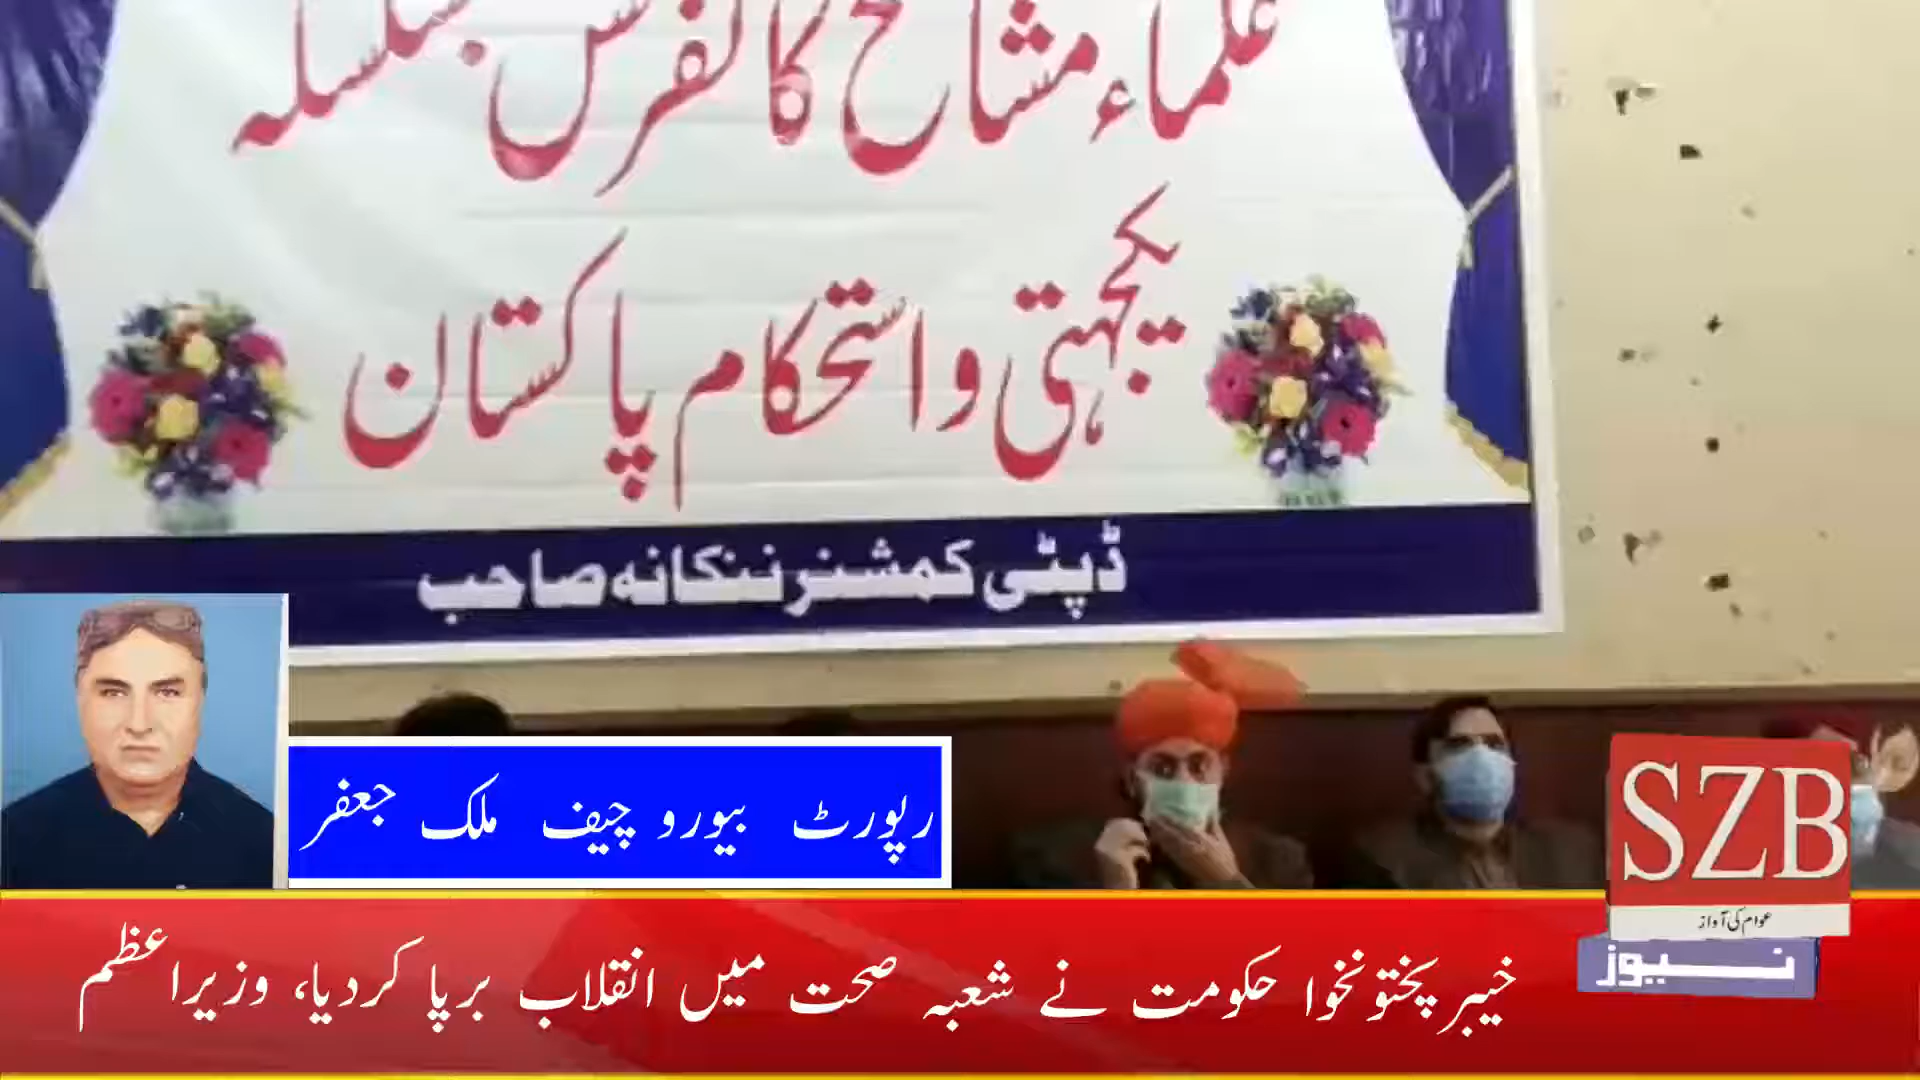 علماء مشائخ کانفرنس بسلسلہ
یکجہتی و استحکام پاکستان
ڈپٹی کمشنر ننکانہ صاحب
رپورٹ بیورو چیف ملک جعفر
SZB
عوام کی آواز
نیوز
خیبر پختونخوا حکومت نے شعبہ صحت میں انقلاب برپا کردیا، وزیراعظم